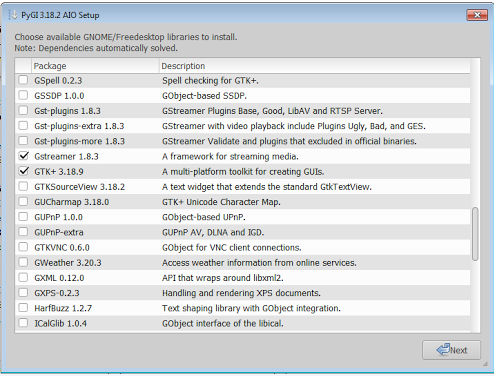 PyGI 3.18.2 AIO Setup
Choose available GNOME/Freedesktop libraries to install.
Note: Dependencies automatically solved.
Package Description
GSpell 0.2.3 Spell checking for GTK+.
GSSDP 1.0.0 GObject-based SSDP.
Gst-plugins 1.8.3 GStreamer Plugins Base, Good, LibAV and RTSP Server.
Gst-plugins-extra 1.8.3 GStreamer with video playback include Plugins Ugly, Bad, and GES.
Gst-plugins-more 1.8.3 GStreamer Validate and plugins that excluded in official binaries.
Gstreamer 1.8.3 A framework for streaming media.
GTK+ 3.18.9 A multi-platform toolkit for creating GUIs.
GTKSourceView 3.18.2 A text widget that extends the standard GtkTextView.
GUCharmap 3.18.0 GTK+ Unicode Character Map.
GUPnP 1.0.0 GObject-based UPnP.
GUPnP-extra GUPnP AV, DLNA and IGD.
GTKVNC 0.6.0 GObject for VNC client connections.
GWeather 3.20.3 Access weather information from online services.
GXML 0.12.0 API that wraps around libxml2.
GXPS-0.2.3 Handling and rendering XPS documents.
HarfBuzz 1.2.7 Text shaping library with GObject integration.
ICalGlib 1.0.4 GObject interface of the libical.
Next